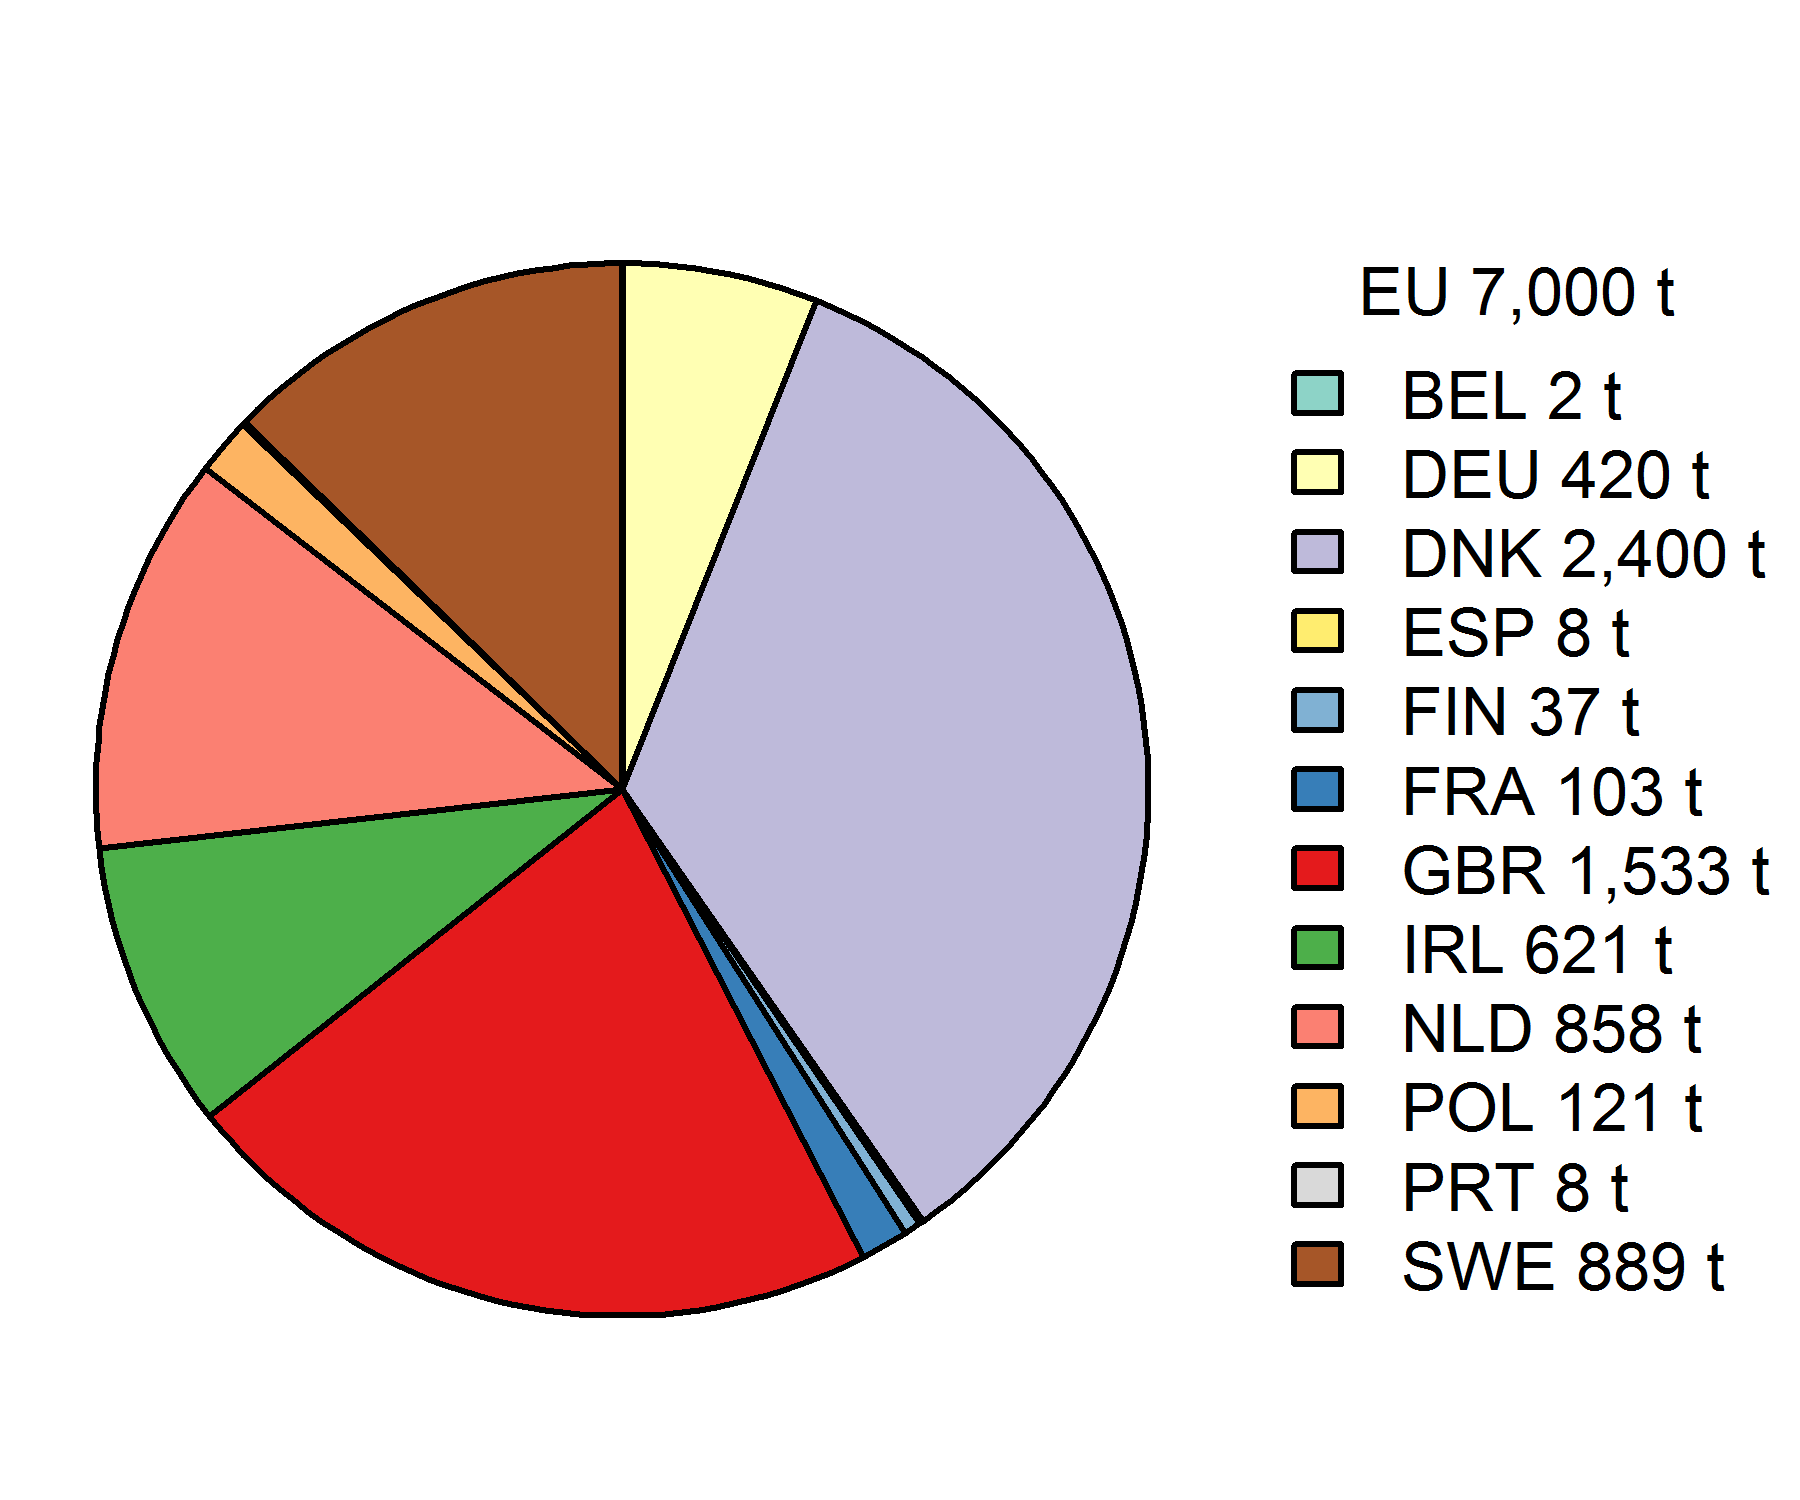 EU 7,000 t
BEL 2 t
DEU 420 t
DNK 2,400 t
ESP 8 t
FIN 37 t
FRA 103 t
GBR 1,533 t
IRL 621 t
NLD 858 t
POL 121 t
PRT 8 t
SWE 889 t